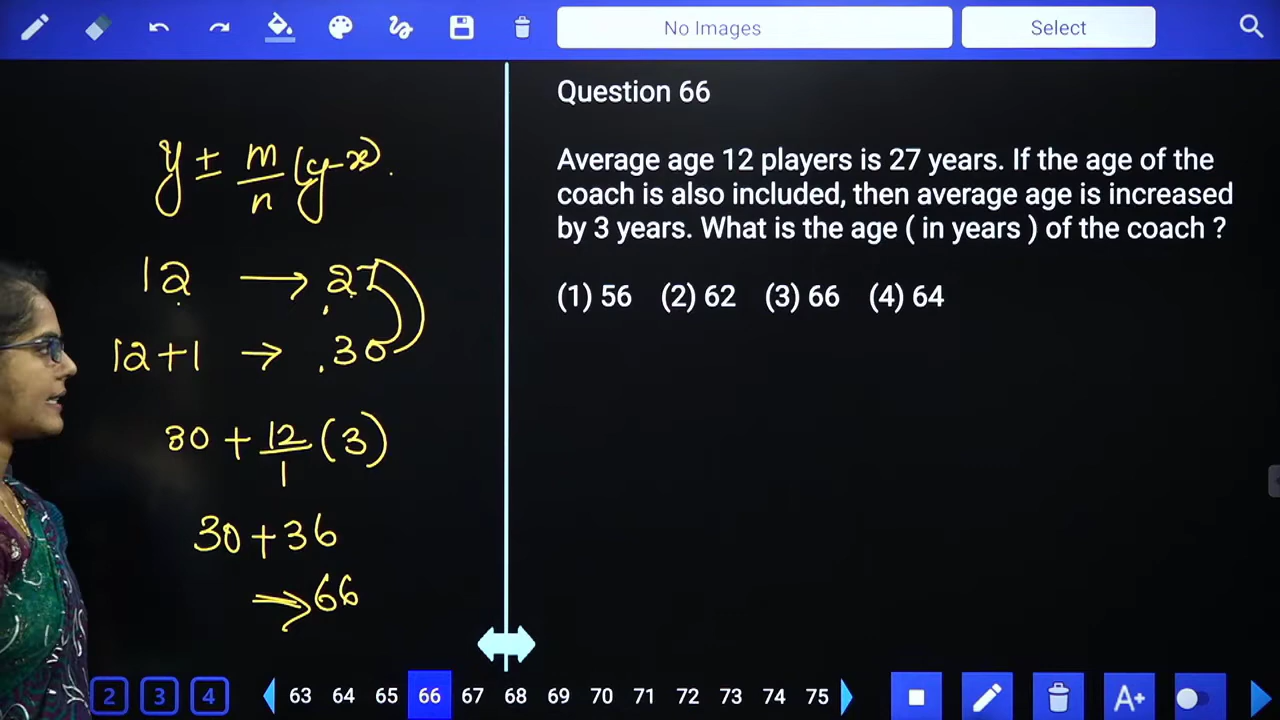 No Images
Select
y ± m/n (y-x).
12 → 27
12+1 → 30
30 + 12/1 (3)
30+36
→ 66
Question 66
Average age 12 players is 27 years. If the age of the
coach is also included, then average age is increased
by 3 years. What is the age ( in years ) of the coach ?
(1) 56 (2) 62 (3) 66 (4) 64
2 3 4 63 64 65 66 67 68 69 70 71 72 73 74 75 A+